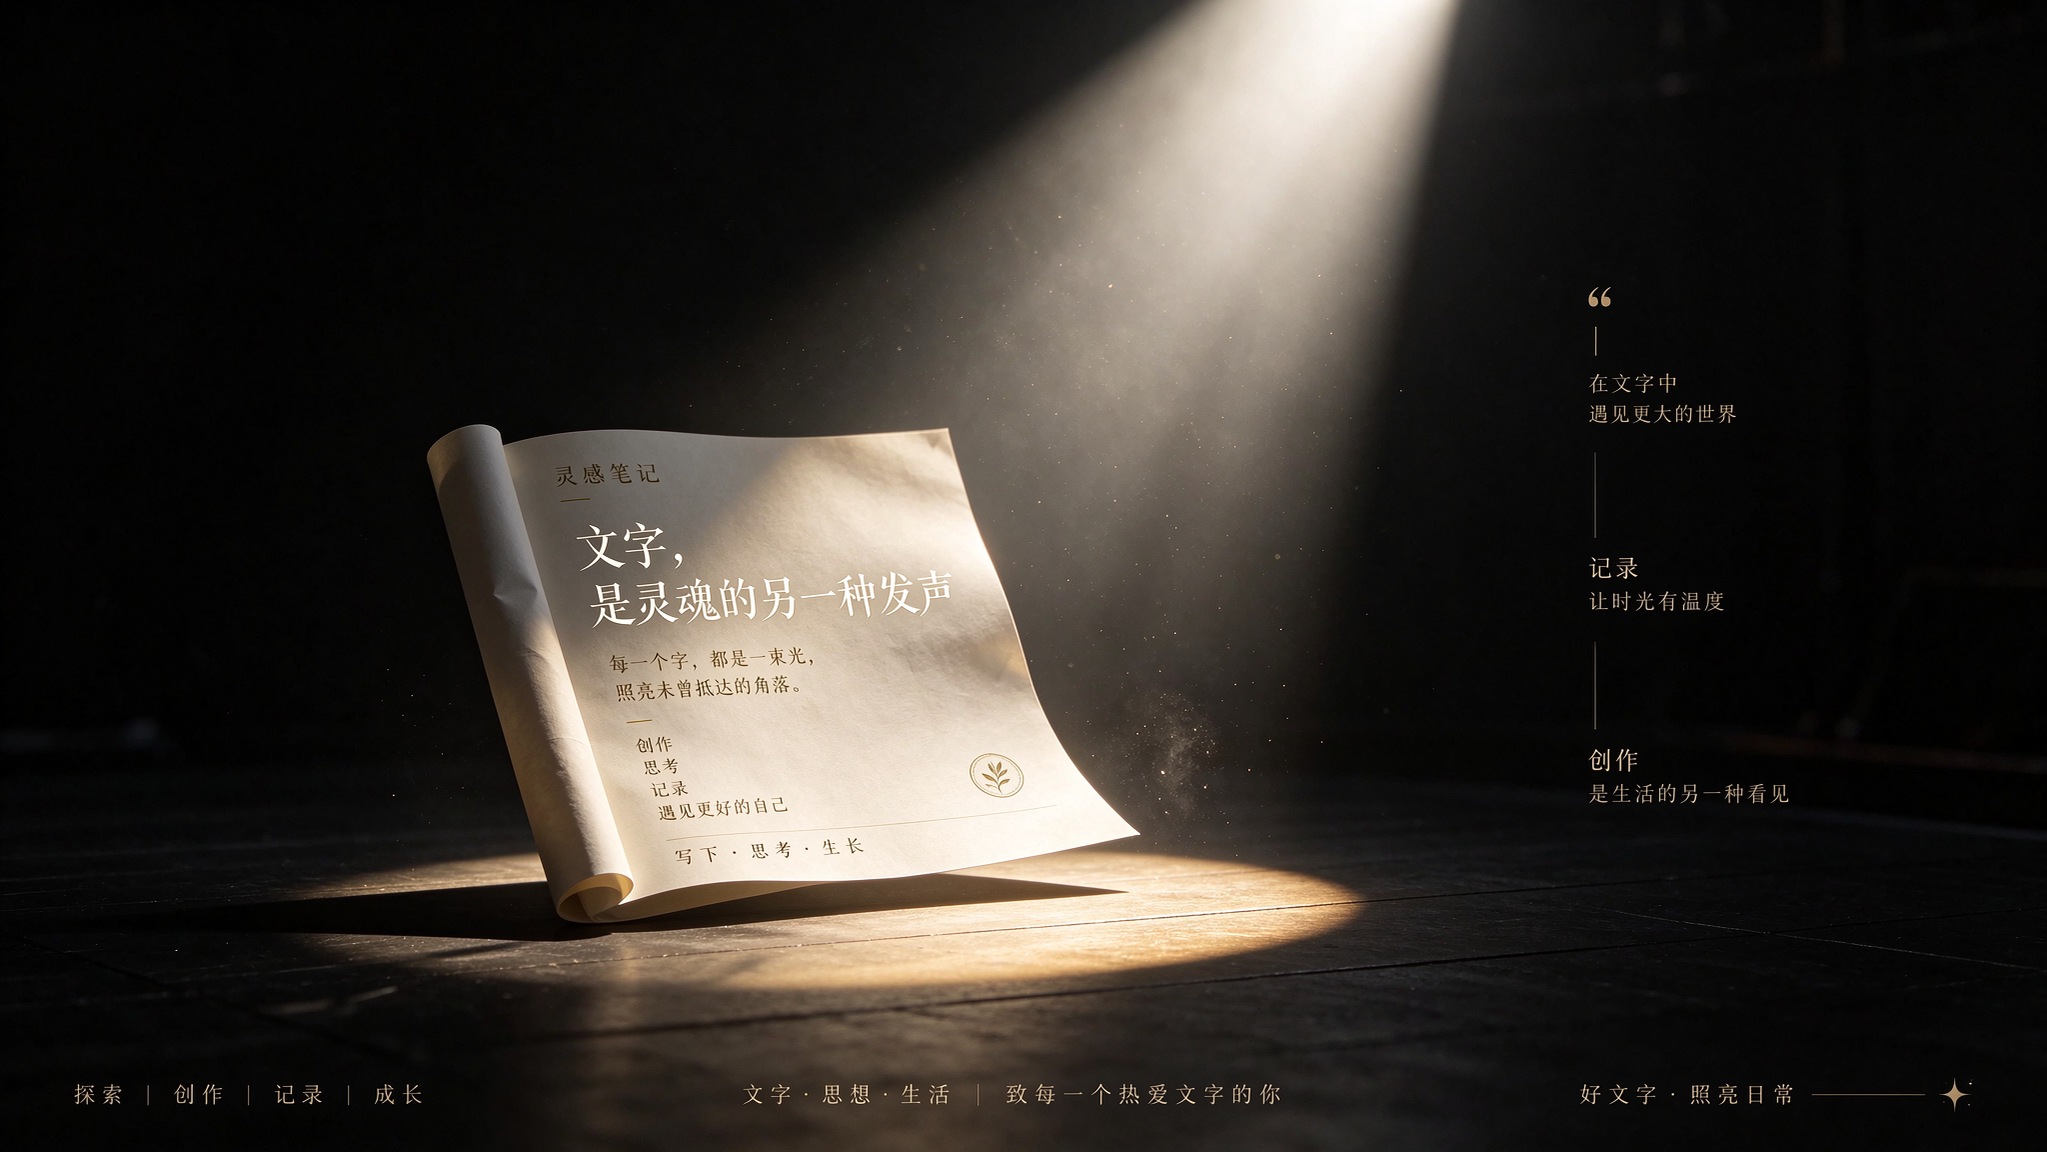 灵感笔记
文字，
是灵魂的另一种发声
每一个字，都是一束光，
照亮未曾抵达的角落。
创作
思考
记录
遇见更好的自己
写下·思考·生长
“
在文字中
遇见更大的世界
记录
让时光有温度
创作
是生活的另一种看见
探索 | 创作 | 记录 | 成长
文字·思想·生活 | 致每一个热爱文字的你
好文字·照亮日常